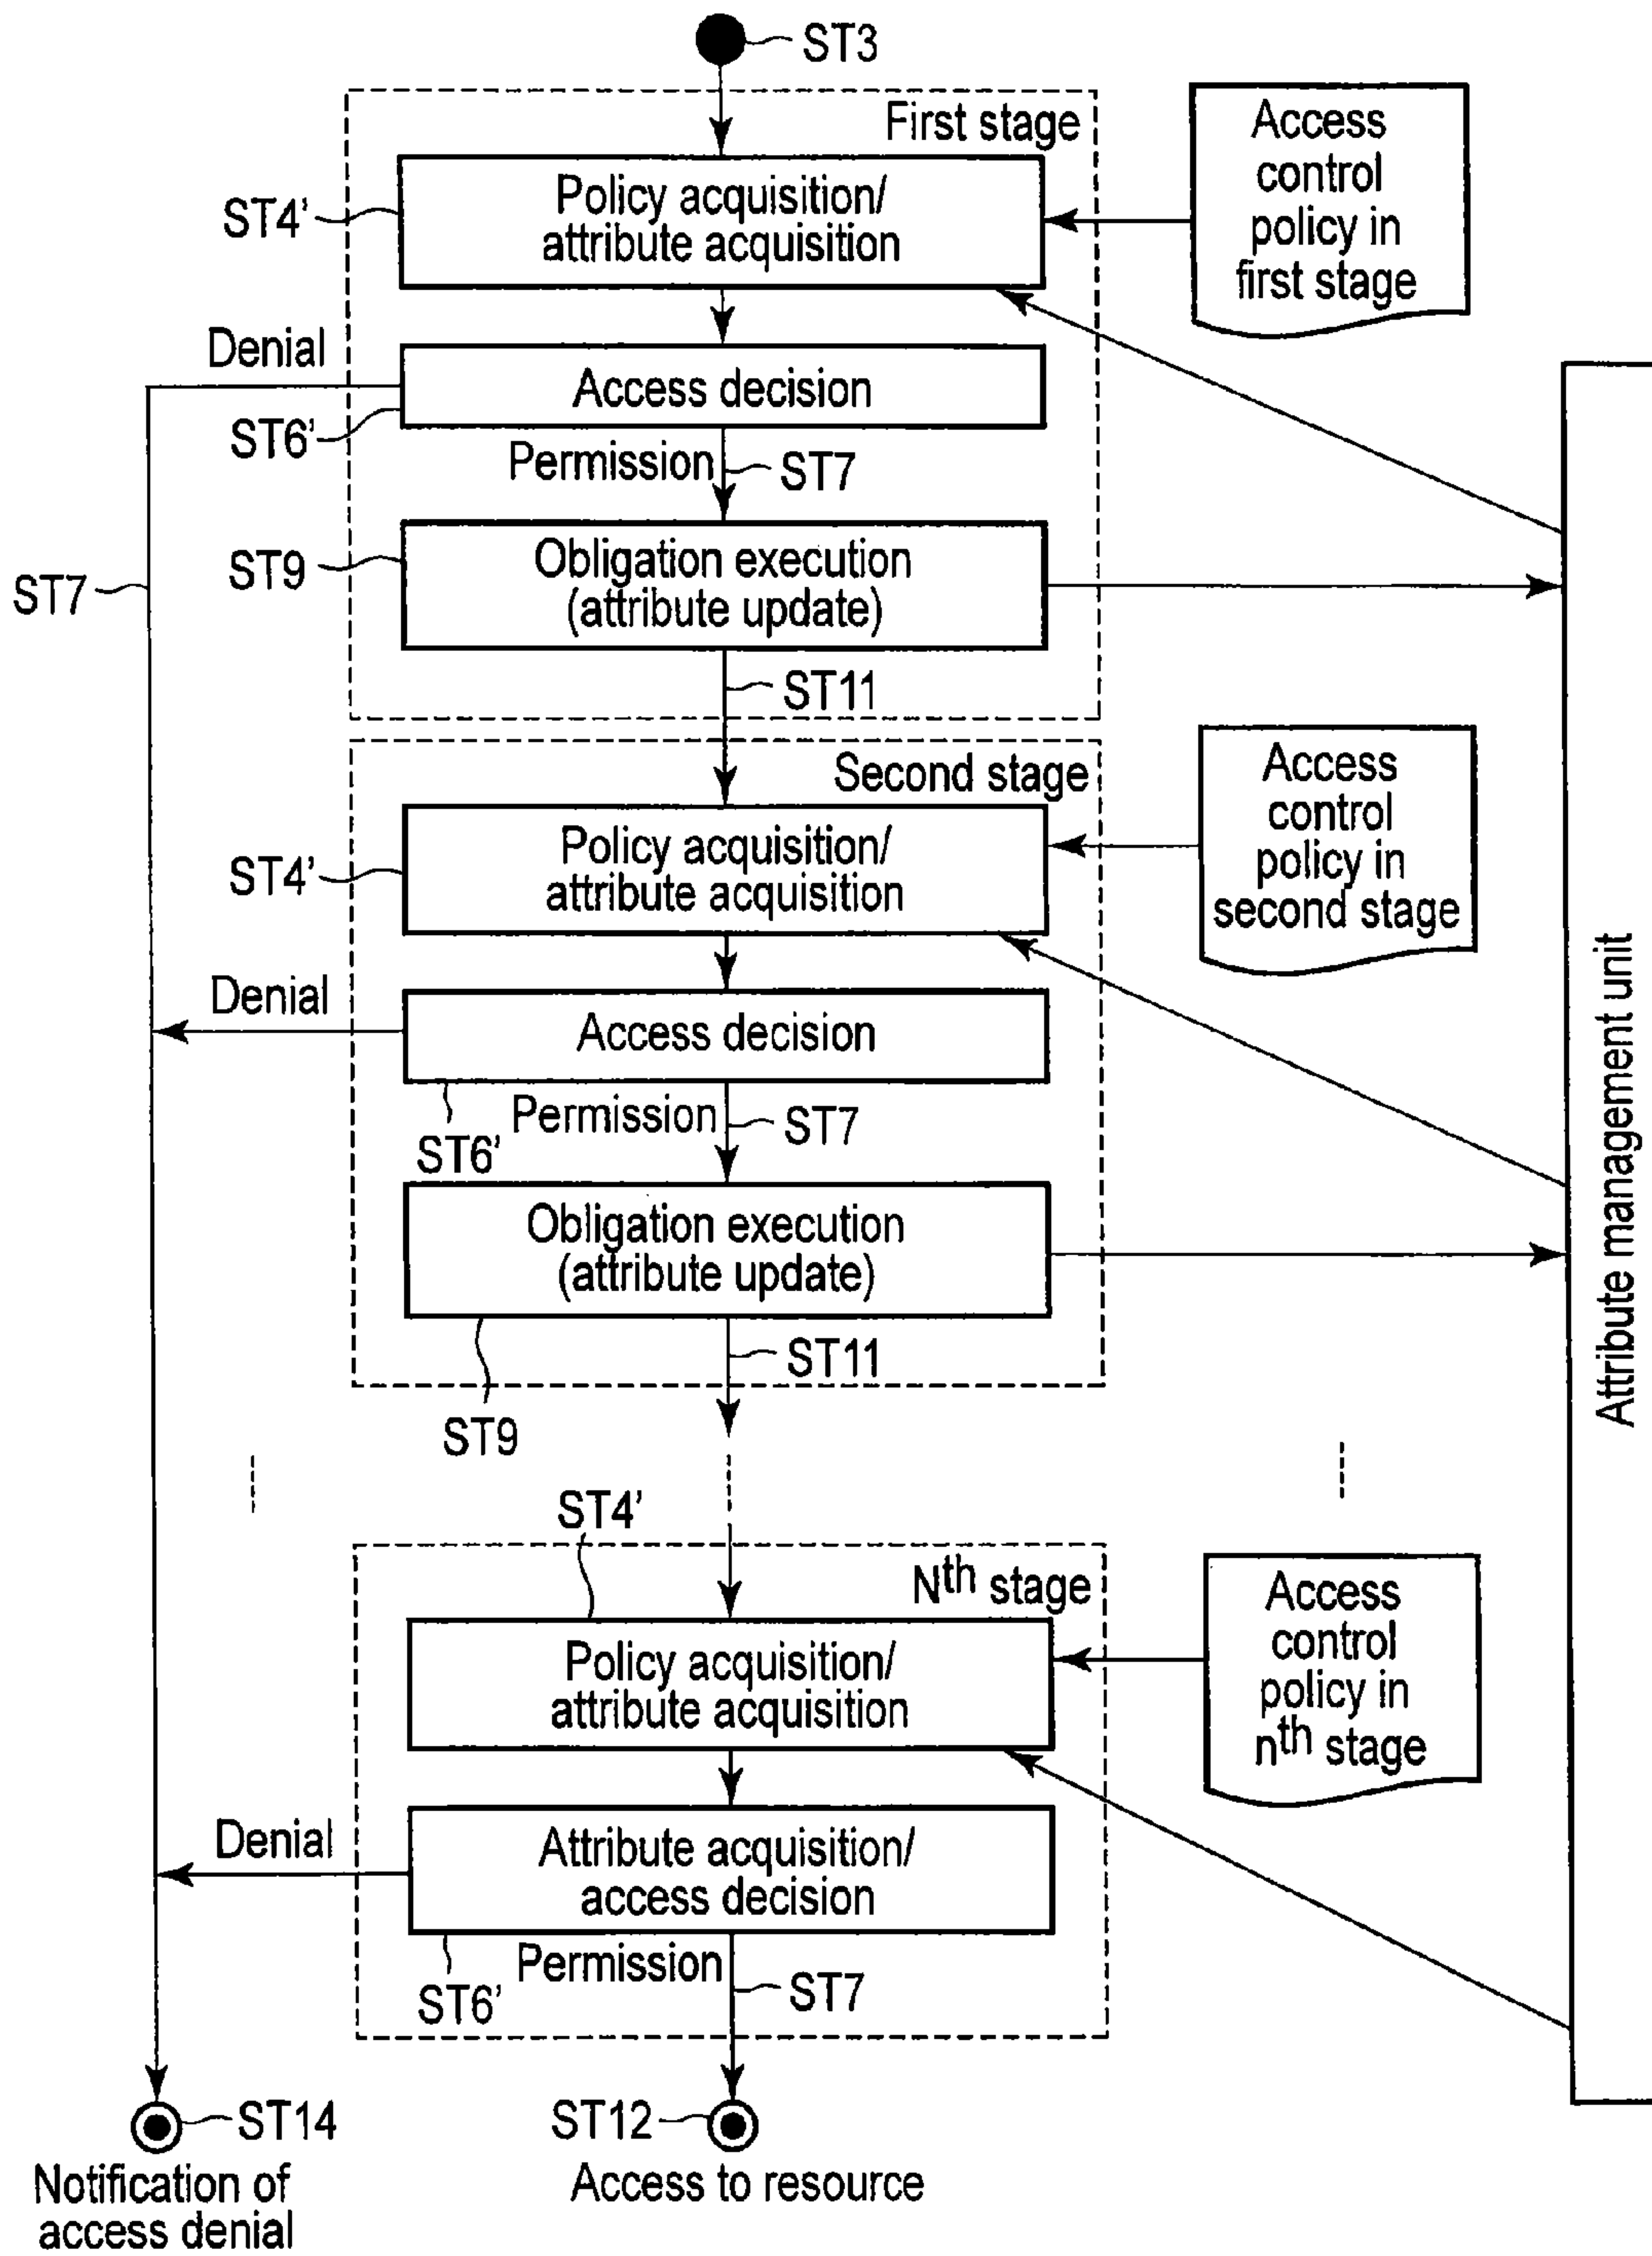 ST3
First stage
Access
control
policy in
first stage
Policy acquisition/
attribute acquisition
ST4'
Denial
Access decision
ST6'
Permission
ST7
ST7
ST9
Obligation execution
(attribute update)
ST11
Second stage
Access
control
policy in
second stage
Policy acquisition/
attribute acquisition
ST4'
Attribute management unit
Denial
Access decision
Permission
ST7
ST6'
Obligation execution
(attribute update)
ST11
ST9
ST4'
Nth stage
Access
control
policy in
nth stage
Policy acquisition/
attribute acquisition
Denial
Attribute acquisition/
access decision
Permission
ST6'
ST7
ST14
ST12
Notification of
access denial
Access to resource